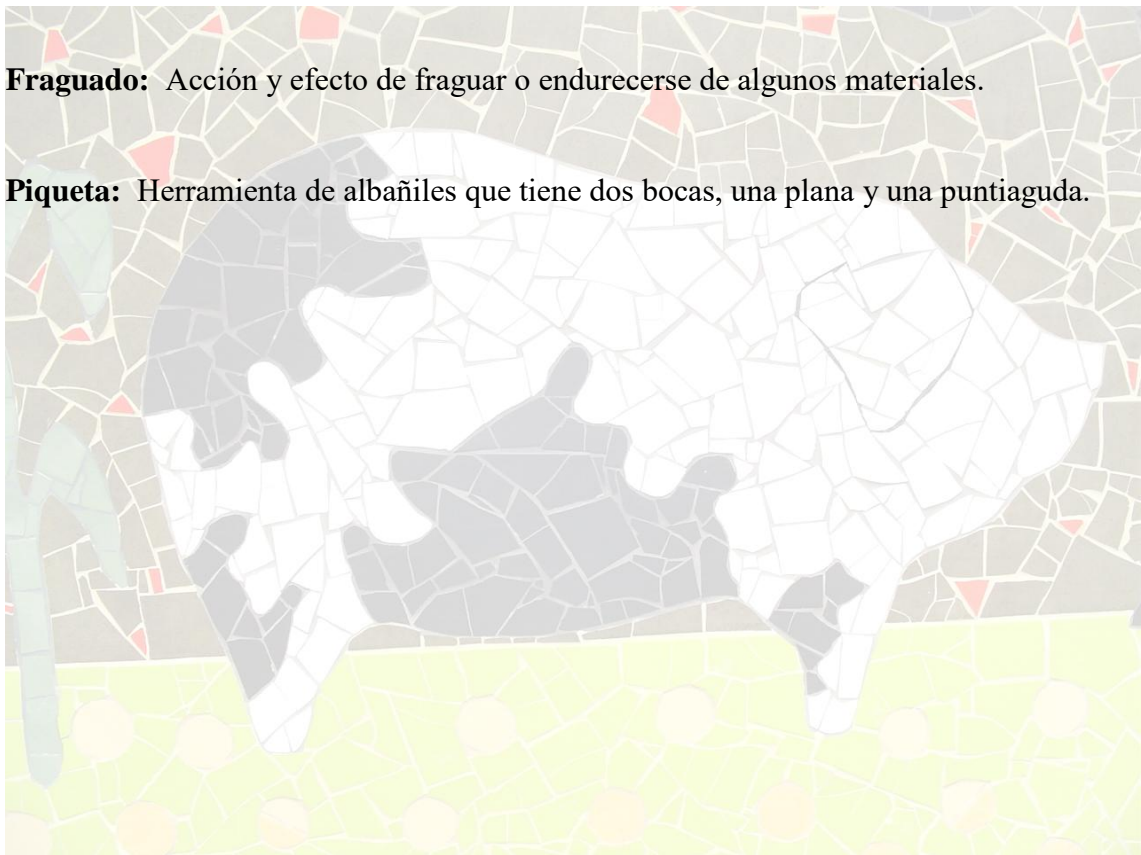 Fraguado: Acción y efecto de fraguar o endurecerse de algunos materiales.
Piqueta: Herramienta de albañiles que tiene dos bocas, una plana y una puntiaguda.